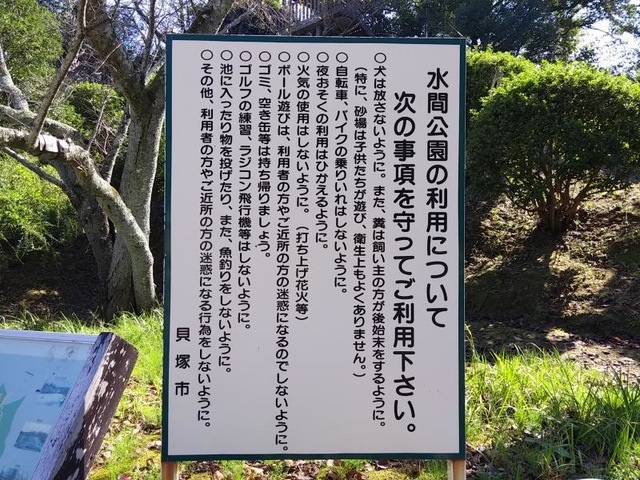 水間公園の利用について
次の事項を守ってご利用下さい。
○犬は放さないように。また、糞は飼い主の方が後始末をするように。
(特に、砂場は子供たちが遊び、衛生上もよくありません。)
○自転車、バイクの乗りいれはしないように。
○夜おそくの利用はひかえるように。
○火気の使用はしないように。(打ち上げ花火等)
○ボール遊びは、利用者の方やご近所の方の迷惑になるのでしないように。
○ゴミ、空き缶等は持ち帰りましょう。
○ゴルフの練習、ラジコン飛行機等はしないように。
○池に入ったり物を投げたり、また、魚釣りをしないように。
○その他、利用者の方やご近所の方の迷惑になる行為をしないように。
貝塚市